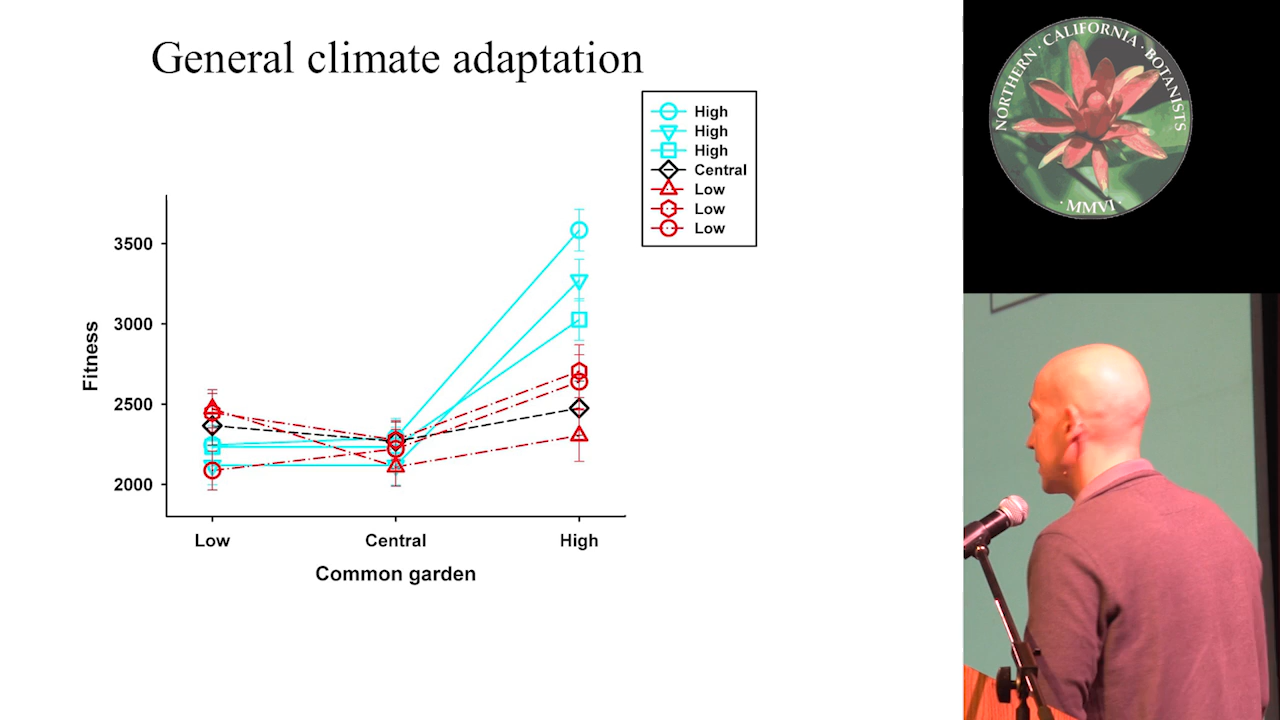 General climate adaptation
High
High
High
Central
Low
Low
Low
3500
3000
2500
2000
Fitness
Low Central High
Common garden
NORTHERN · CALIFORNIA · BOTANISTS
· MMVI ·